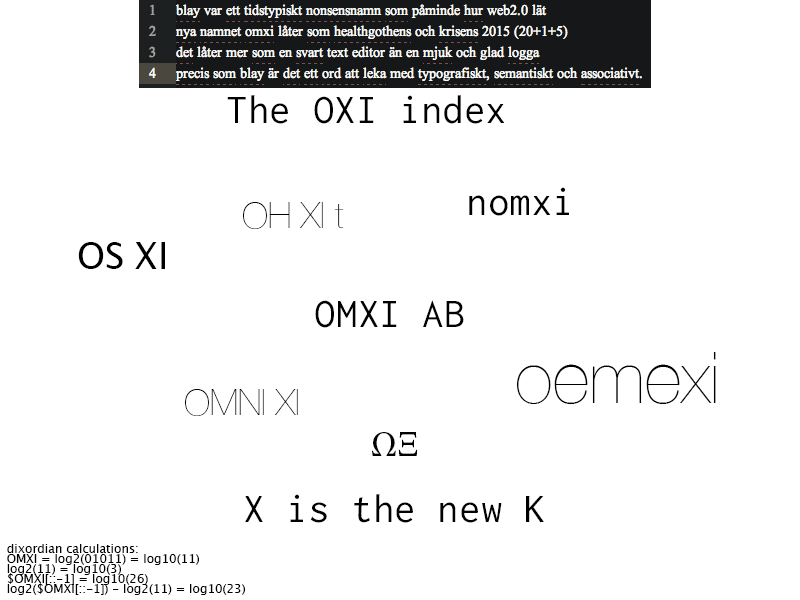 1 blay var ett tidstypiskt nonsensnamn som påminde hur web2.0 lät
2 nya namnet omxi låter som healthgothens och krisens 2015 (20+1+5)
3 det låter mer som en svart text editor än en mjuk och glad logga
4 precis som blay är det ett ord att leka med typografiskt, semantiskt och associativt.
The OXI index
nomxi
OH XI t
OS XI
OMXI AB
oemexi
OMNI XI
ΩΞ
X is the new K
dixordian calculations:
OMXI = log2(01011) = log10(11)
log2(11) = log10(3)
$OMXI[::-1] = log10(26)
log2($OMXI[::-1]) - log2(11) = log10(23)